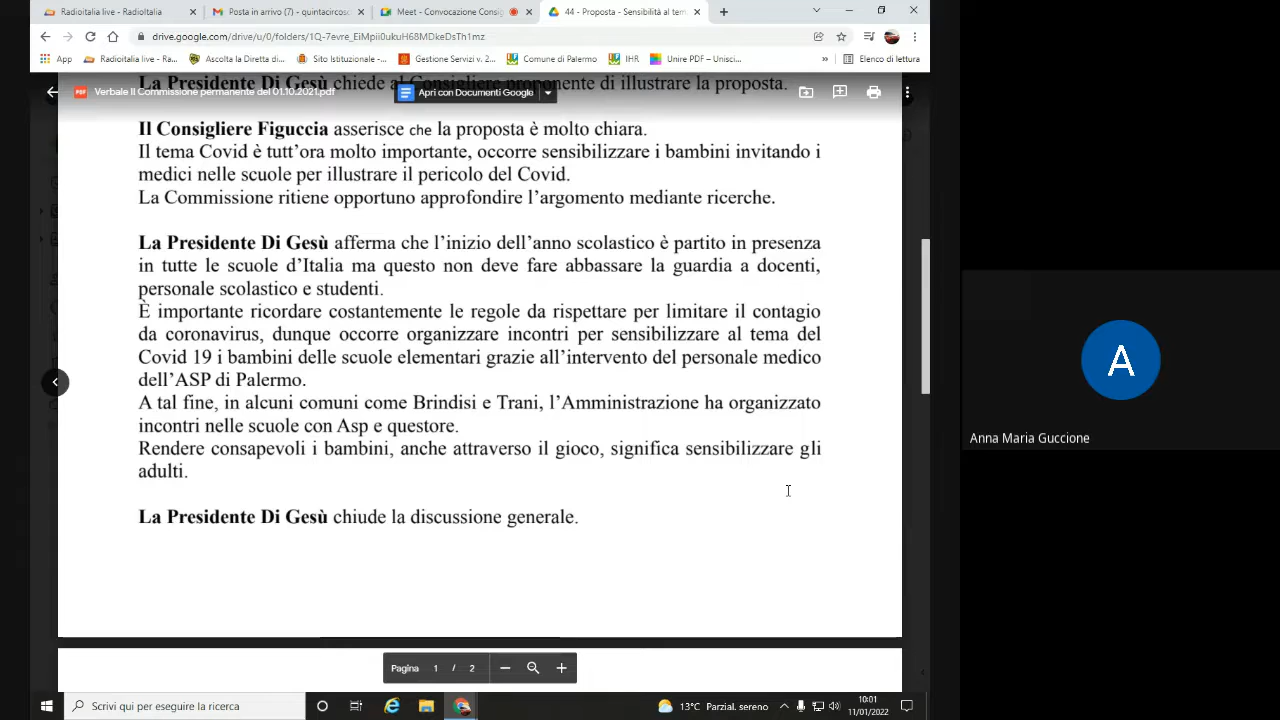 Radioitalia live - RadioItalia
Posta in arrivo (7) - quintacircos
Meet - Convocazione Consig
44 - Proposta - Sensibilità al tem
drive.google.com/drive/u/0/folders/1Q-7evre_EiMpii0ukuH68MDkeDsTh1mz
App
Radioitalia live - Ra...
Ascolta la Diretta di...
Sito Istituzionale:...
Gestione Servizi v. 2...
Comune di Palermo
IHR
Unire PDF – Unisci...
»
Elenco di lettura
La Presidente Di Gesù chiede al Consigliere proponente di illustrare la proposta.
PDF
Verbale II Commissione permanente del 01.10.2021.pdf
Apri con Documenti Google
Il Consigliere Figuccia asserisce che la proposta è molto chiara.
Il tema Covid è tutt’ora molto importante, occorre sensibilizzare i bambini invitando i
medici nelle scuole per illustrare il pericolo del Covid.
La Commissione ritiene opportuno approfondire l’argomento mediante ricerche.
La Presidente Di Gesù afferma che l’inizio dell’anno scolastico è partito in presenza
in tutte le scuole d’Italia ma questo non deve fare abbassare la guardia a docenti,
personale scolastico e studenti.
È importante ricordare costantemente le regole da rispettare per limitare il contagio
da coronavirus, dunque occorre organizzare incontri per sensibilizzare al tema del
Covid 19 i bambini delle scuole elementari grazie all’intervento del personale medico
dell’ASP di Palermo.
A tal fine, in alcuni comuni come Brindisi e Trani, l’Amministrazione ha organizzato
incontri nelle scuole con Asp e questore.
Rendere consapevoli i bambini, anche attraverso il gioco, significa sensibilizzare gli
adulti.
La Presidente Di Gesù chiude la discussione generale.
A
Anna Maria Guccione
Pagina 1 / 2
Scrivi qui per eseguire la ricerca
13°C Parzial. sereno
10:01
11/01/2022